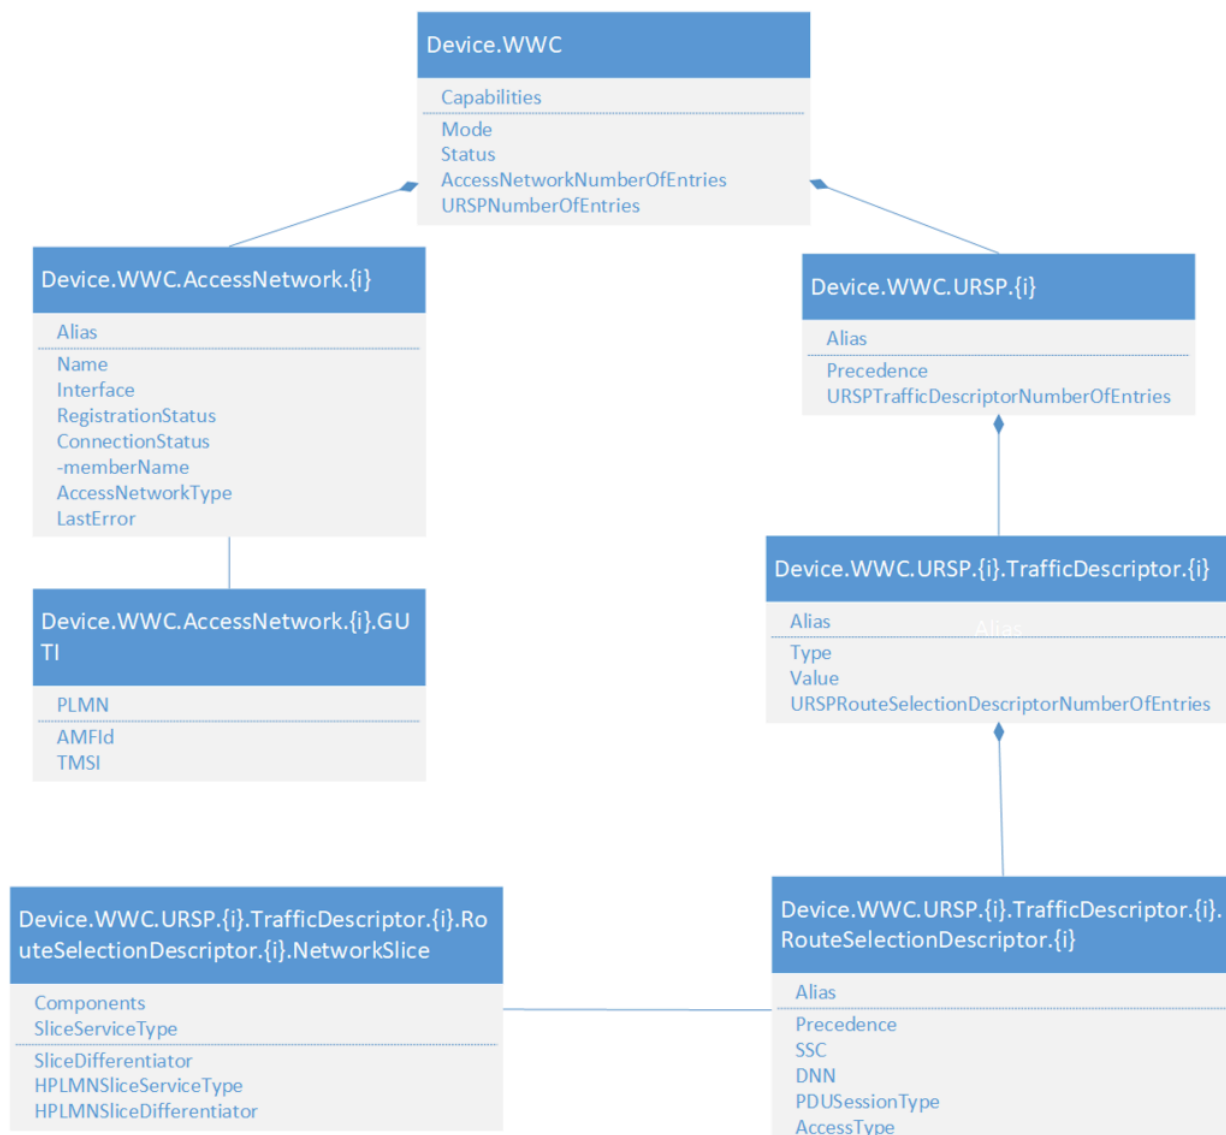 Device.WWC
Capabilities
Mode
Status
AccessNetworkNumberOfEntries
URSPNumberOfEntries
Device.WWC.AccessNetwork.{i}
Alias
Name
Interface
RegistrationStatus
ConnectionStatus
-memberName
AccessNetworkType
LastError
Device.WWC.URSP.{i}
Alias
Precedence
URSPTrafficDescriptorNumberOfEntries
Device.WWC.AccessNetwork.{i}.GU
TI
PLMN
AMFId
TMSI
Device.WWC.URSP.{i}.TrafficDescriptor.{i}
Alias
Alias
Type
Value
URSPRouteSelectionDescriptorNumberOfEntries
Device.WWC.URSP.{i}.TrafficDescriptor.{i}.Ro
uteSelectionDescriptor.{i}.NetworkSlice
Components
SliceServiceType
SliceDifferentiator
HPLMNSliceServiceType
HPLMNSliceDifferentiator
Device.WWC.URSP.{i}.TrafficDescriptor.{i}.
RouteSelectionDescriptor.{i}
Alias
Precedence
SSC
DNN
PDUSessionType
AccessType